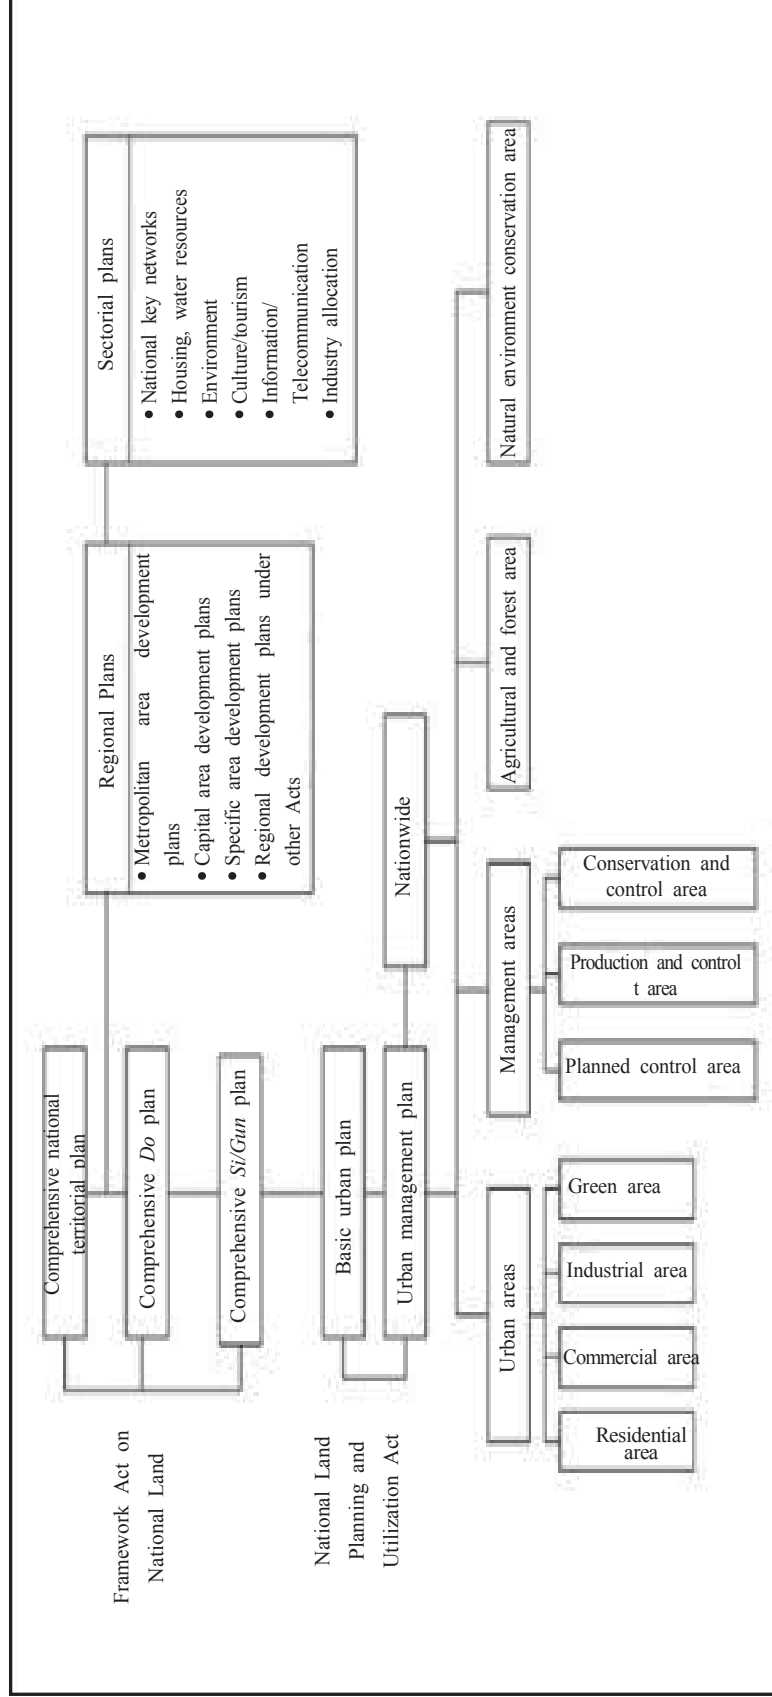 Framework Act on
National Land
Comprehensive national
territorial plan
Comprehensive Do plan
Comprehensive Si/Gun plan
Regional Plans
• Metropolitan area development
plans
• Capital area development plans
• Specific area development plans
• Regional development plans under
other Acts
Sectorial plans
• National key networks
• Housing, water resources
• Environment
• Culture/tourism
• Information/
Telecommunication
• Industry allocation
National Land
Planning and
Utilization Act
Basic urban plan
Urban management plan
Nationwide
Urban areas
Management areas
Agricultural and forest area
Natural environment conservation area
Residential
area
Commercial area
Industrial area
Green area
Planned control area
Production and control
t area
Conservation and
control area